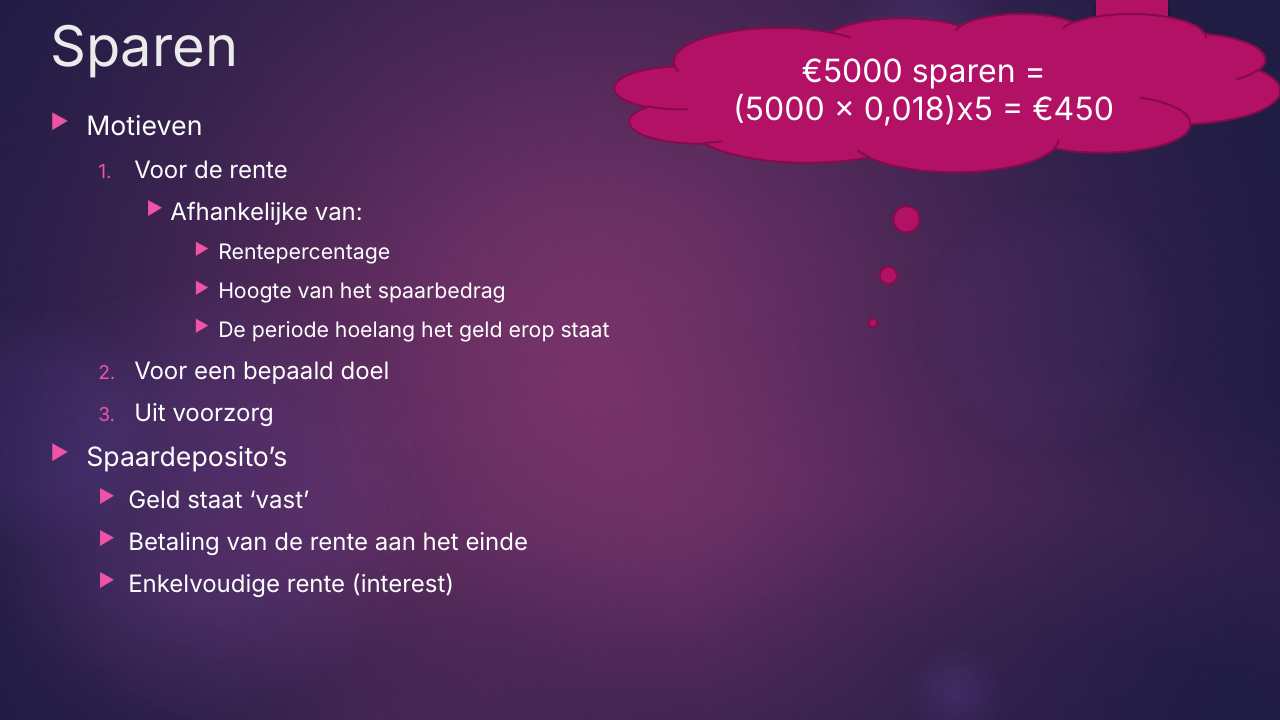 Sparen
€5000 sparen =
(5000 × 0,018)x5 = €450
Motieven
1. Voor de rente
Afhankelijke van:
Rentepercentage
Hoogte van het spaarbedrag
De periode hoelang het geld erop staat
2. Voor een bepaald doel
3. Uit voorzorg
Spaardeposito’s
Geld staat ‘vast’
Betaling van de rente aan het einde
Enkelvoudige rente (interest)